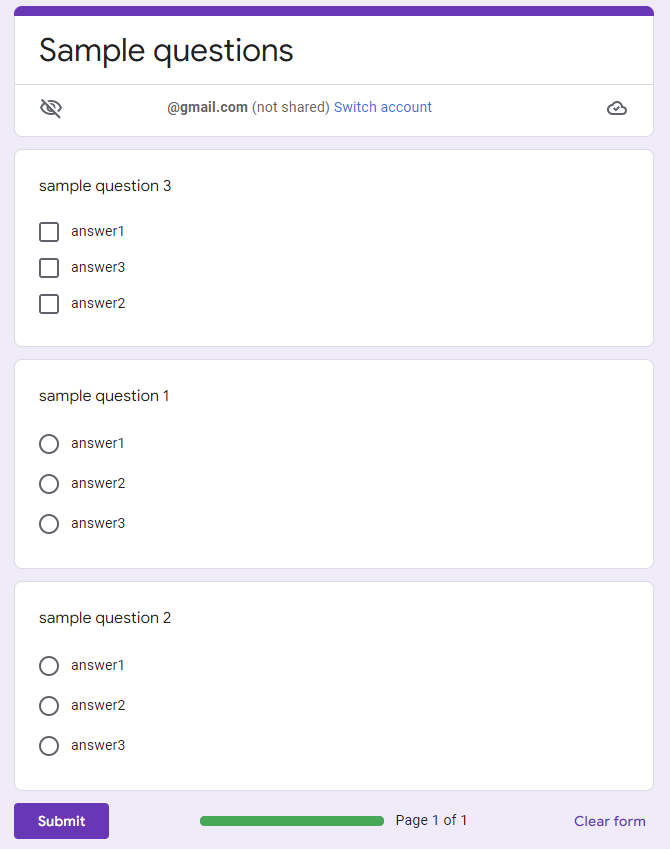 Sample questions
@gmail.com (not shared) Switch account
sample question 3
answer1
answer3
answer2
sample question 1
answer1
answer2
answer3
sample question 2
answer1
answer2
answer3
Submit Page 1 of 1 Clear form